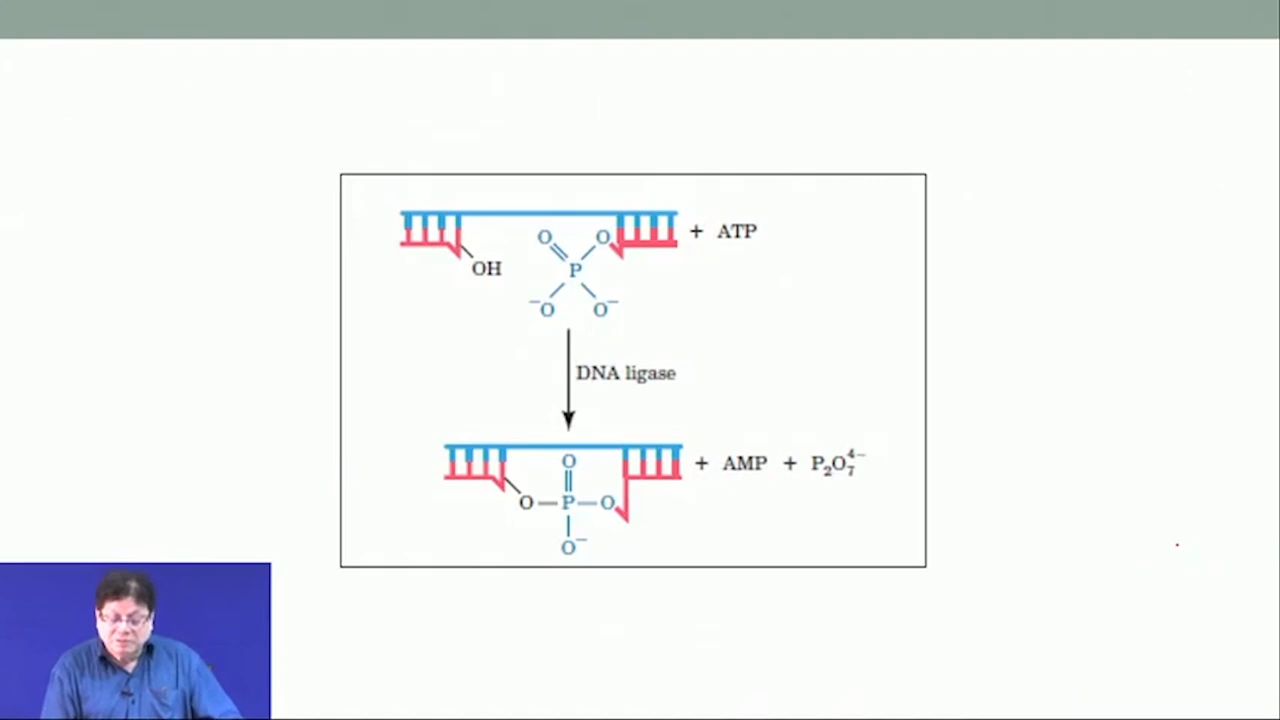 + ATP
O O
OH P
⁻O O⁻
DNA ligase
O + AMP + P₂O₇⁴⁻
O—P—O
O⁻